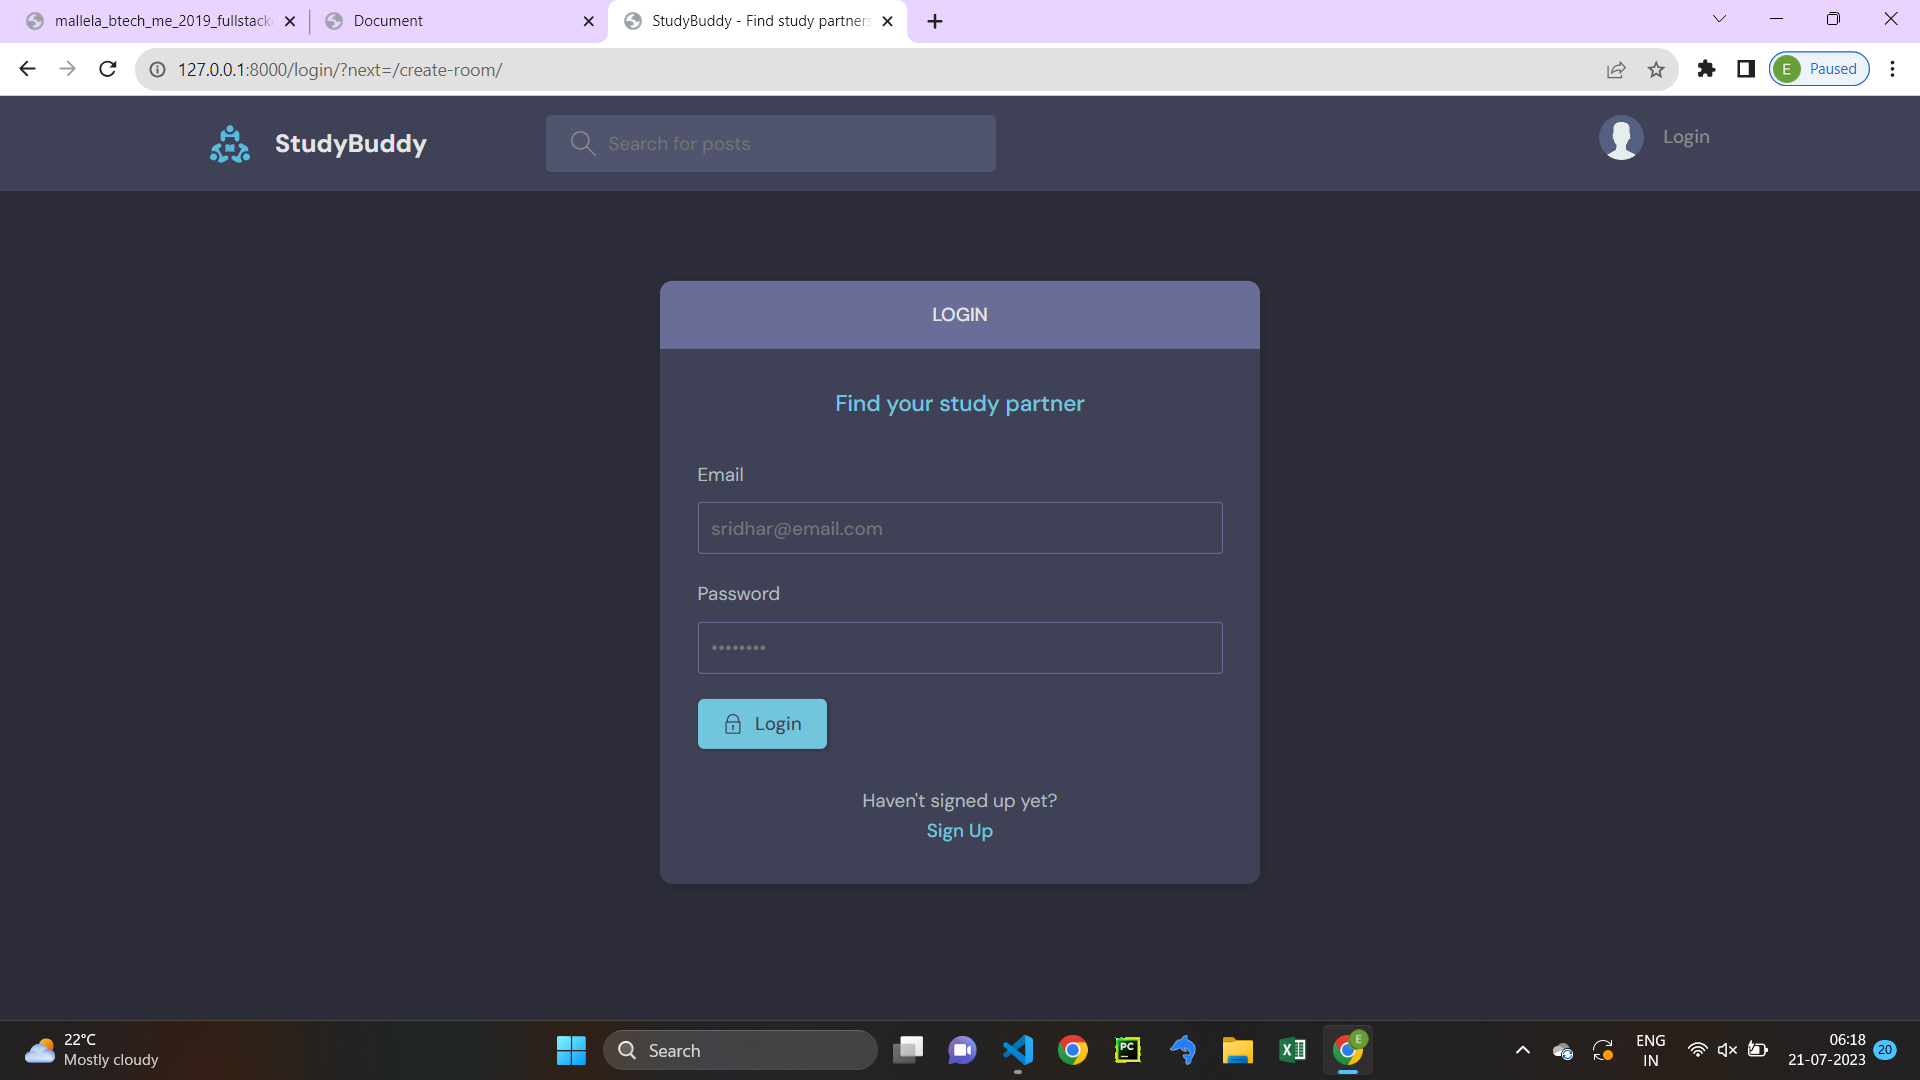 mallela_btech_me_2019_fullstack
Document
StudyBuddy - Find study partners
127.0.0.1:8000/login/?next=/create-room/
E
Paused
StudyBuddy
Search for posts
Login
LOGIN
Find your study partner
Email
sridhar@email.com
Password
••••••••
Login
Haven't signed up yet?
Sign Up
22°C
Mostly cloudy
Search
PC
E
ENG
IN
06:18
21-07-2023
20